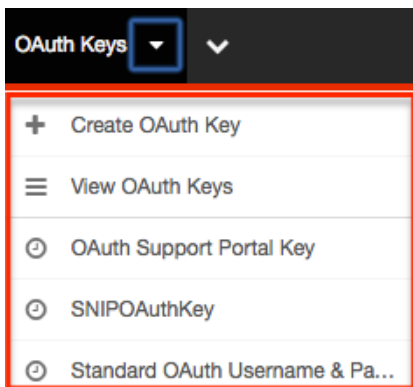 OAuth Keys
Create OAuth Key
View OAuth Keys
OAuth Support Portal Key
SNIPOAuthKey
Standard OAuth Username & Pa...